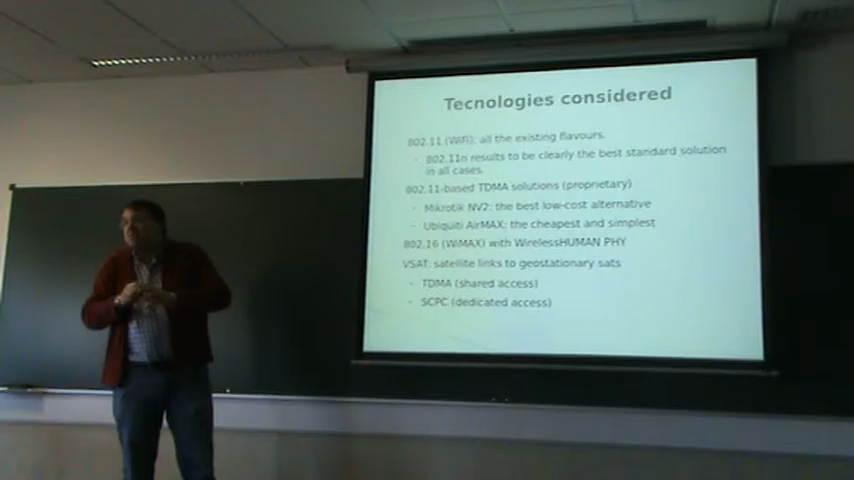 Tecnologies considered
802.11 (WiFi): all the existing flavours.
- 802.11n results to be clearly the best standard solution
in all cases.
802.11-based TDMA solutions (proprietary)
- Mikrotik NV2: the best low-cost alternative
- Ubiquiti AirMAX: the cheapest and simplest
802.16 (WiMAX) with WirelessHUMAN PHY
VSAT: satellite links to geostationary sats
- TDMA (shared access)
- SCPC (dedicated access)